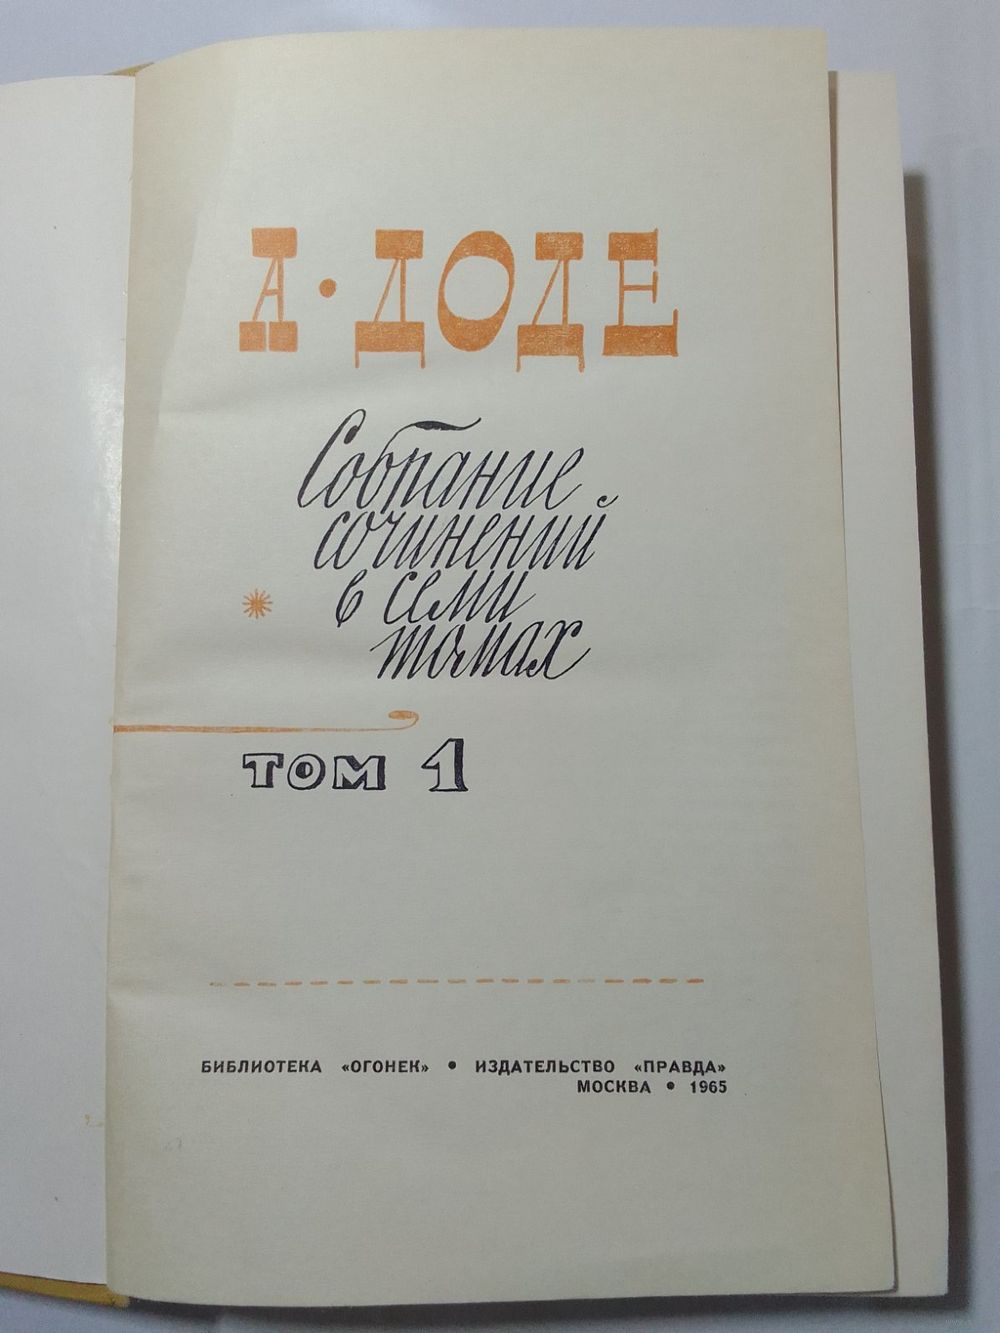 А · ДОДЕ
Собрание
сочинений
в семи
томах
ТОМ 1
БИБЛИОТЕКА «ОГОНЕК» • ИЗДАТЕЛЬСТВО «ПРАВДА»
МОСКВА • 1965